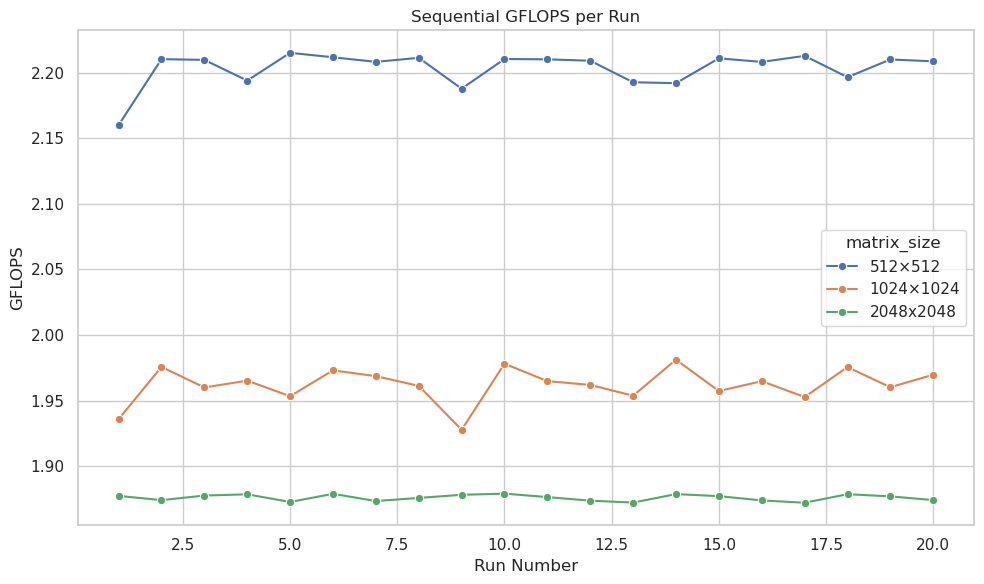 Sequential GFLOPS per Run
GFLOPS
2.20
2.15
2.10
2.05
2.00
1.95
1.90
matrix_size
512×512
1024×1024
2048x2048
2.5 5.0 7.5 10.0 12.5 15.0 17.5 20.0
Run Number